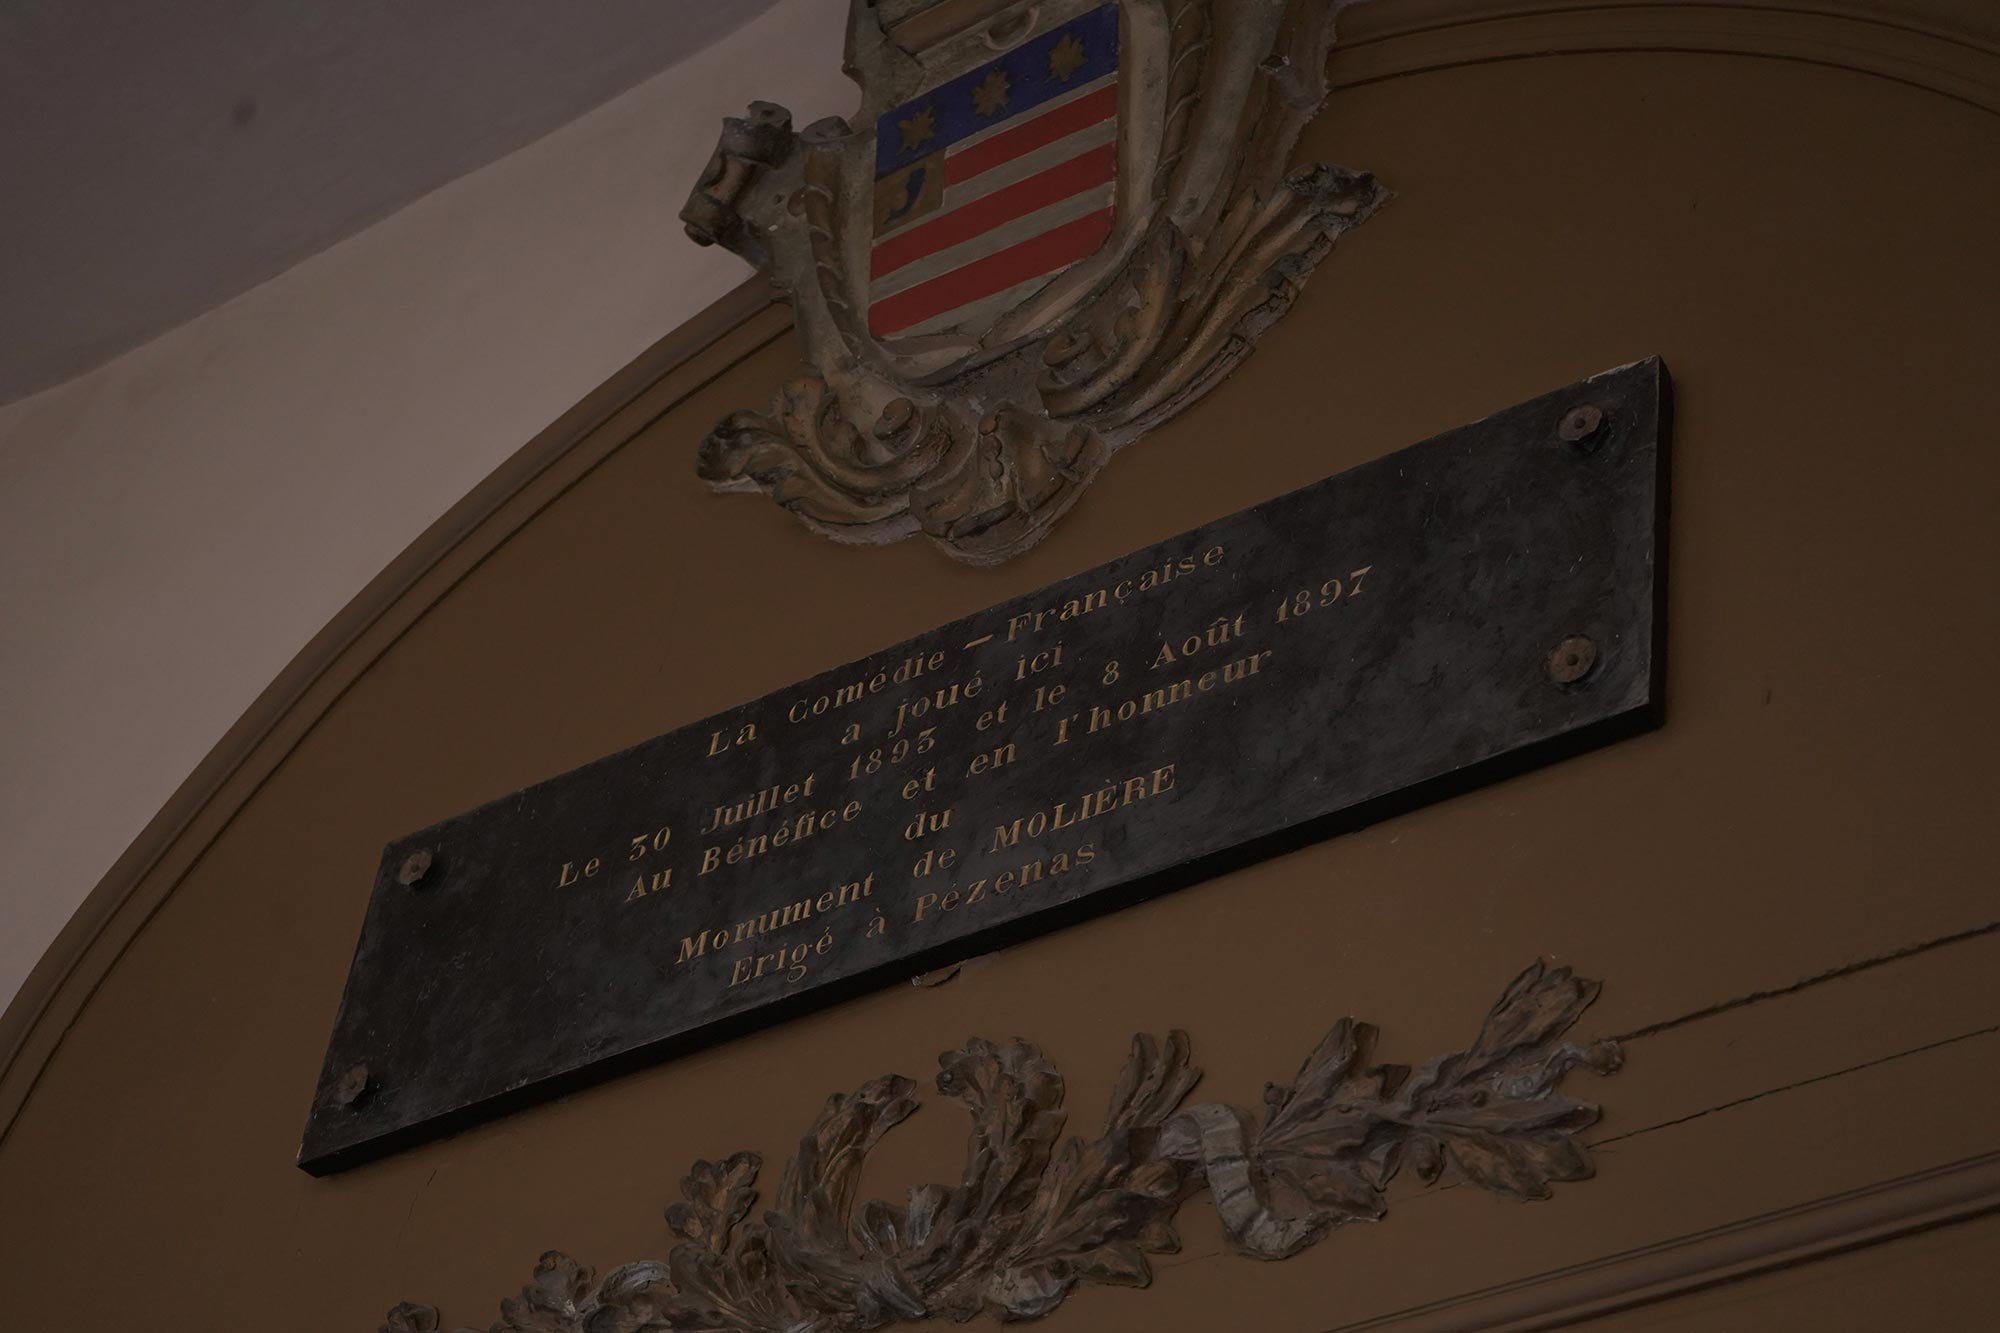 La Comédie – Française
a joué ici
Le 30 Juillet 1893 et le 8 Août 1897
Au Bénéfice et en l'honneur
du
Monument de MOLIÈRE
Erigé à Pézenas